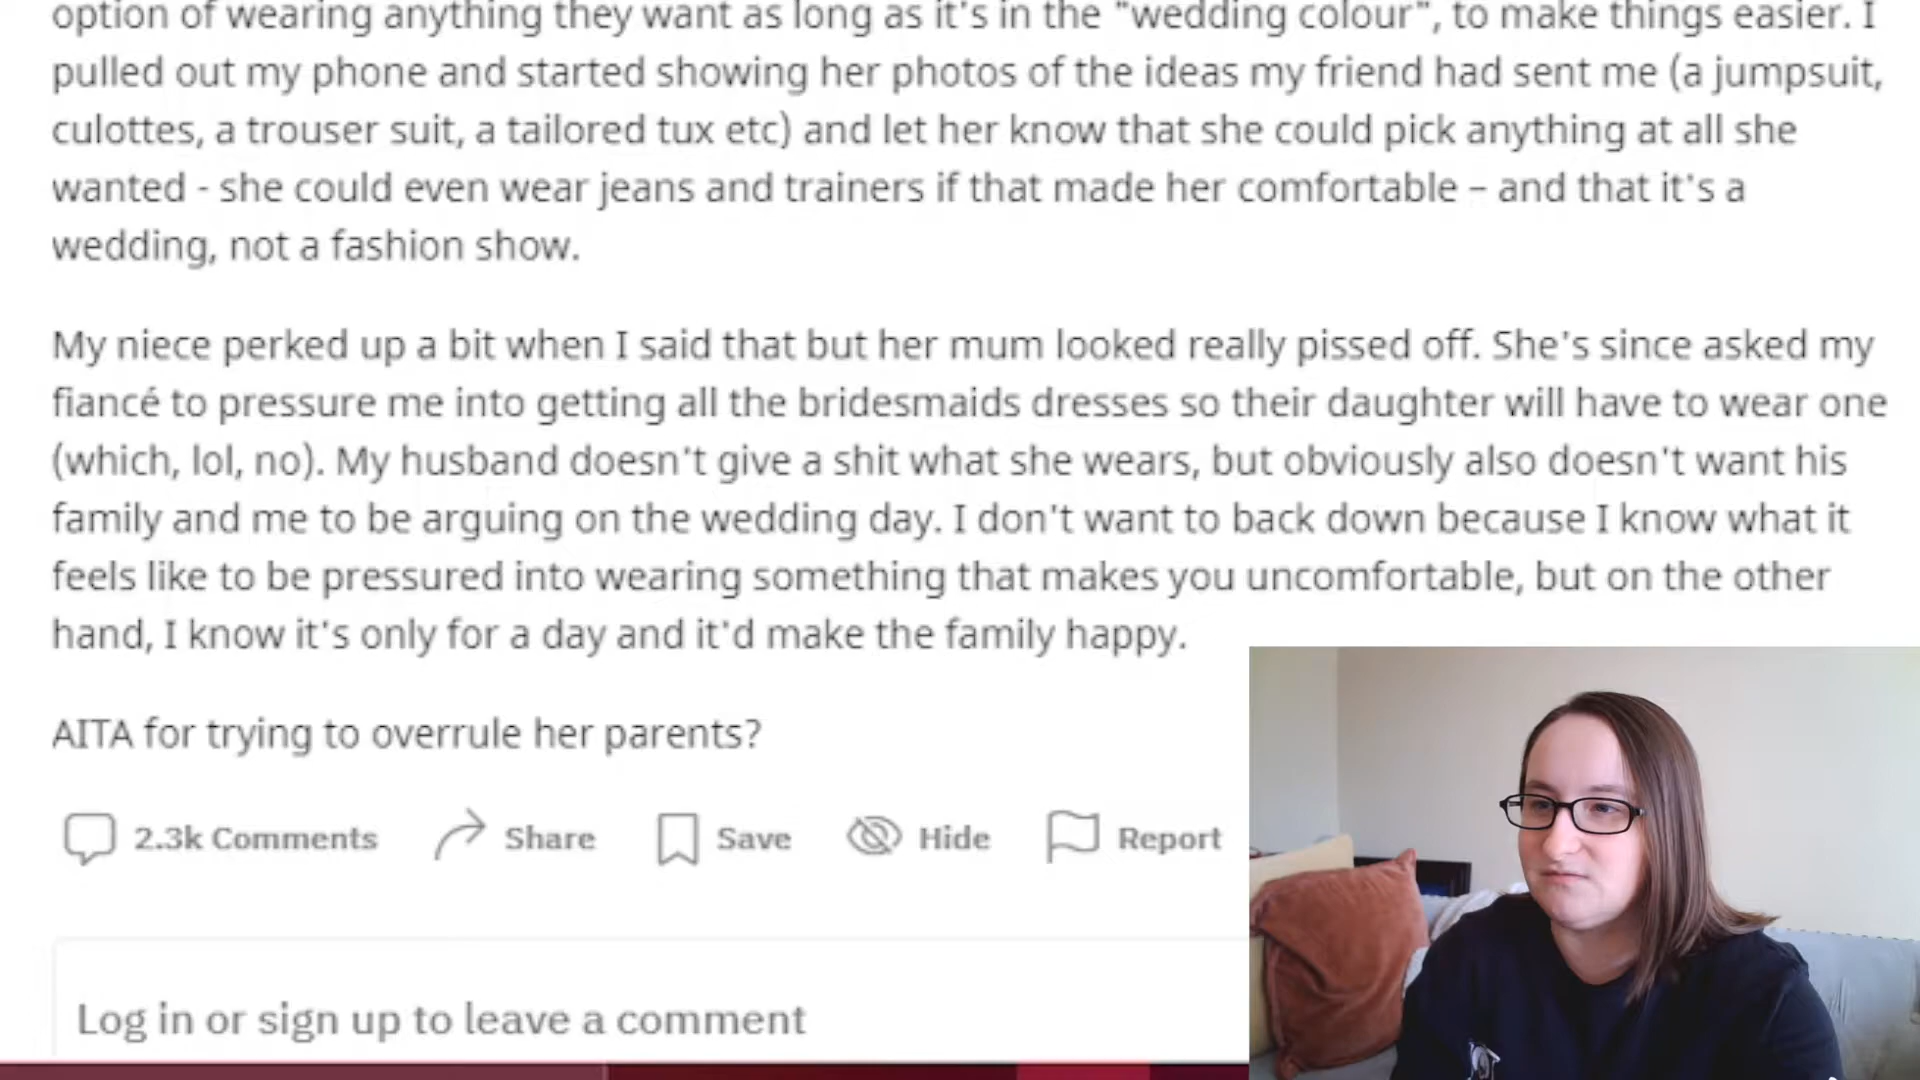 option of wearing anything they want as long as it's in the "wedding colour", to make things easier. I
pulled out my phone and started showing her photos of the ideas my friend had sent me (a jumpsuit,
culottes, a trouser suit, a tailored tux etc) and let her know that she could pick anything at all she
wanted - she could even wear jeans and trainers if that made her comfortable – and that it's a
wedding, not a fashion show.
My niece perked up a bit when I said that but her mum looked really pissed off. She's since asked my
fiancé to pressure me into getting all the bridesmaids dresses so their daughter will have to wear one
(which, lol, no). My husband doesn't give a shit what she wears, but obviously also doesn't want his
family and me to be arguing on the wedding day. I don't want to back down because I know what it
feels like to be pressured into wearing something that makes you uncomfortable, but on the other
hand, I know it's only for a day and it'd make the family happy.
AITA for trying to overrule her parents?
2.3k Comments Share Save Hide Report
Log in or sign up to leave a comment